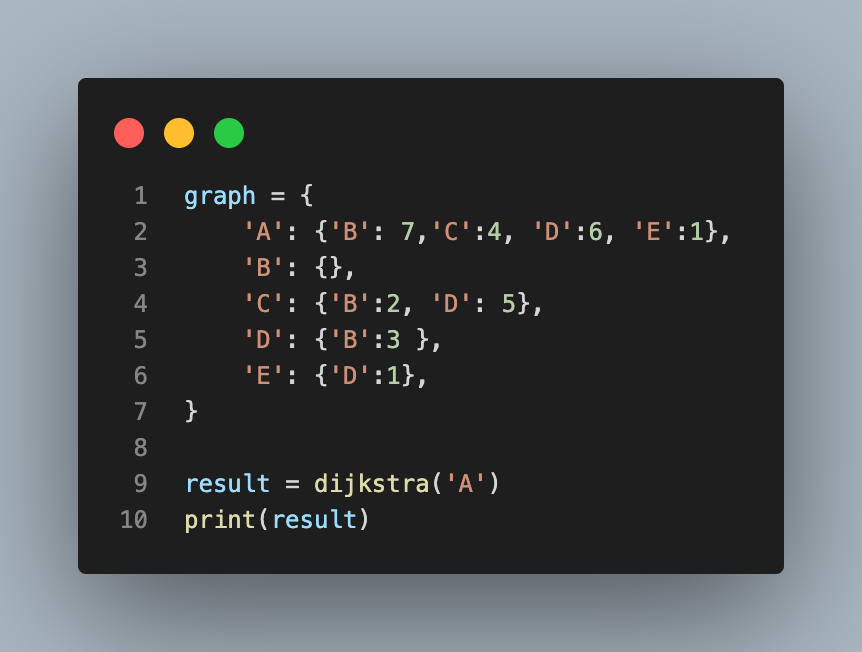 1 graph = {
2     'A': {'B': 7,'C':4, 'D':6, 'E':1},
3     'B': {},
4     'C': {'B':2, 'D': 5},
5     'D': {'B':3 },
6     'E': {'D':1},
7 }
8
9 result = dijkstra('A')
10 print(result)